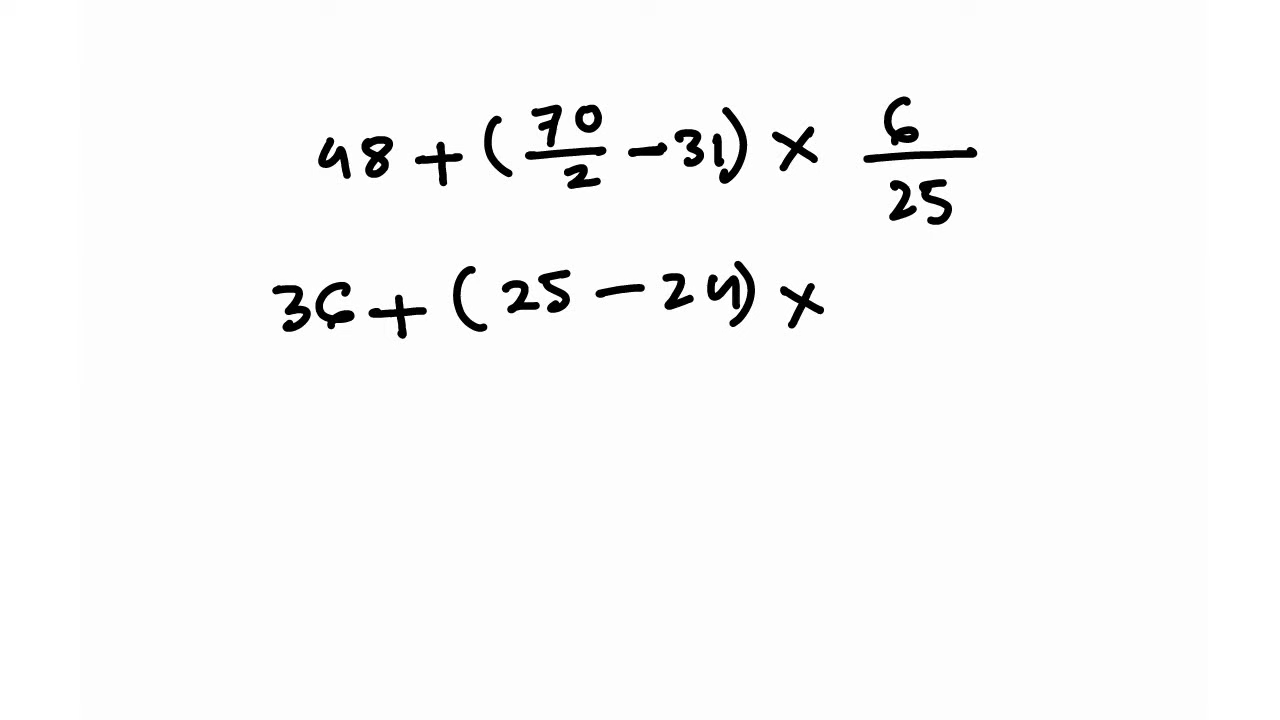 48 + (70/2 - 31) × 6/25
36 + (25 - 24) ×